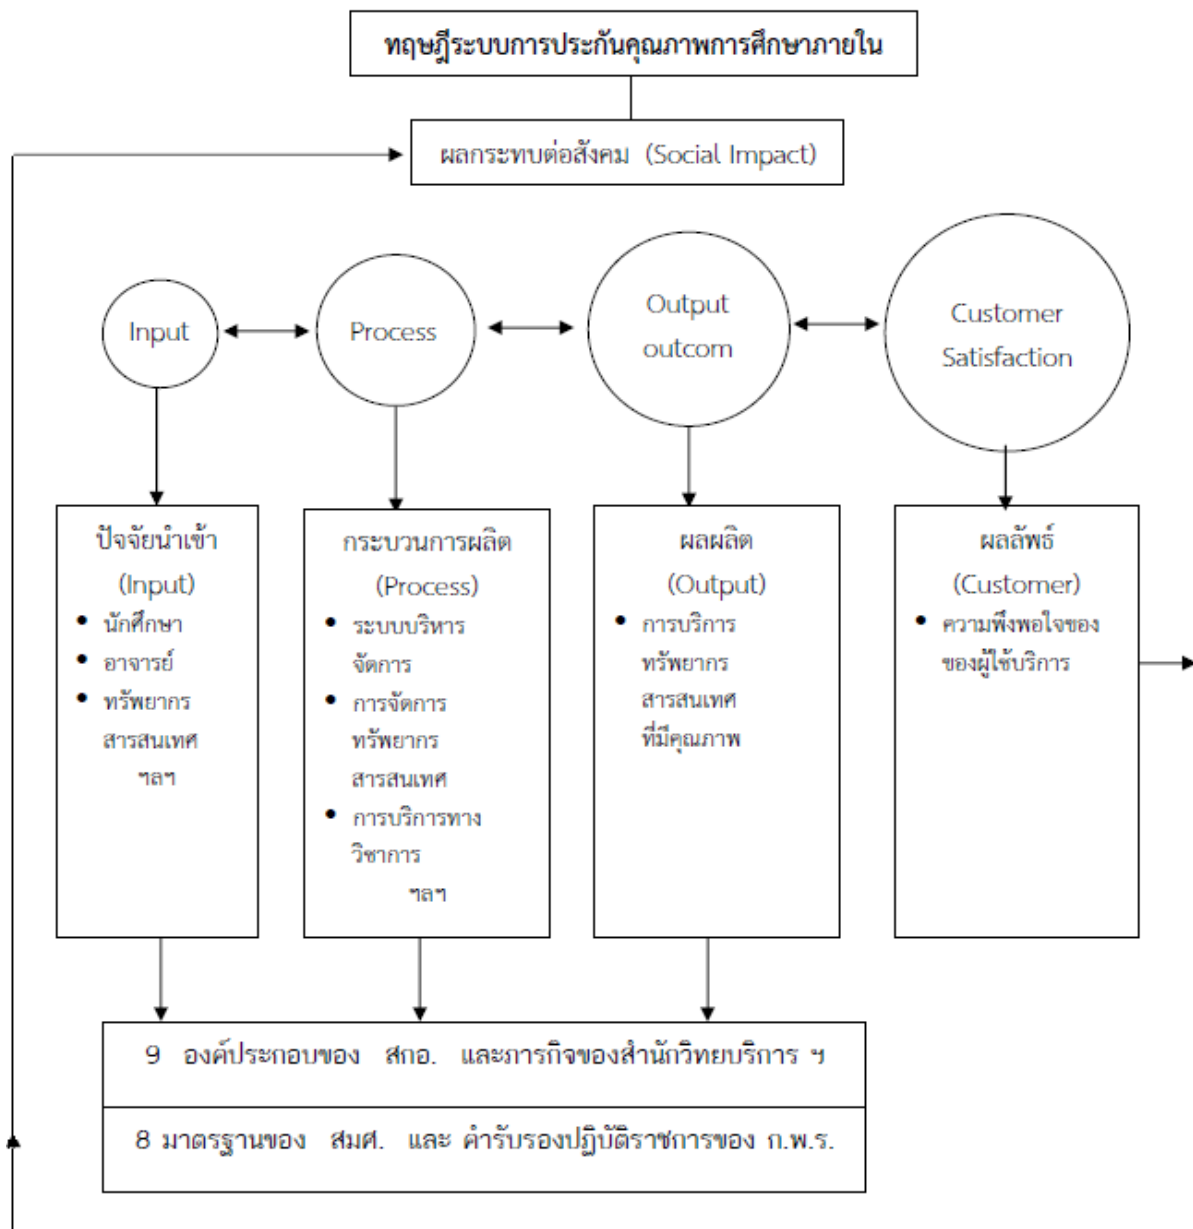 ทฤษฎีระบบการประกันคุณภาพการศึกษาภายใน
ผลกระทบต่อสังคม (Social Impact)
Input
Process
Output
outcom
Customer
Satisfaction
ปัจจัยนำเข้า
(Input)
• นักศึกษา
• อาจารย์
• ทรัพยากร
สารสนเทศ
ฯลฯ
กระบวนการผลิต
(Process)
• ระบบบริหาร
จัดการ
• การจัดการ
ทรัพยากร
สารสนเทศ
• การบริการทาง
วิชาการ
ฯลฯ
ผลผลิต
(Output)
• การบริการ
ทรัพยากร
สารสนเทศ
ที่มีคุณภาพ
ผลลัพธ์
(Customer)
• ความพึงพอใจของ
ของผู้ใช้บริการ
9 องค์ประกอบของ สกอ. และภารกิจของสำนักวิทยบริการ ฯ
8 มาตรฐานของ สมศ. และ คำรับรองปฏิบัติราชการของ ก.พ.ร.